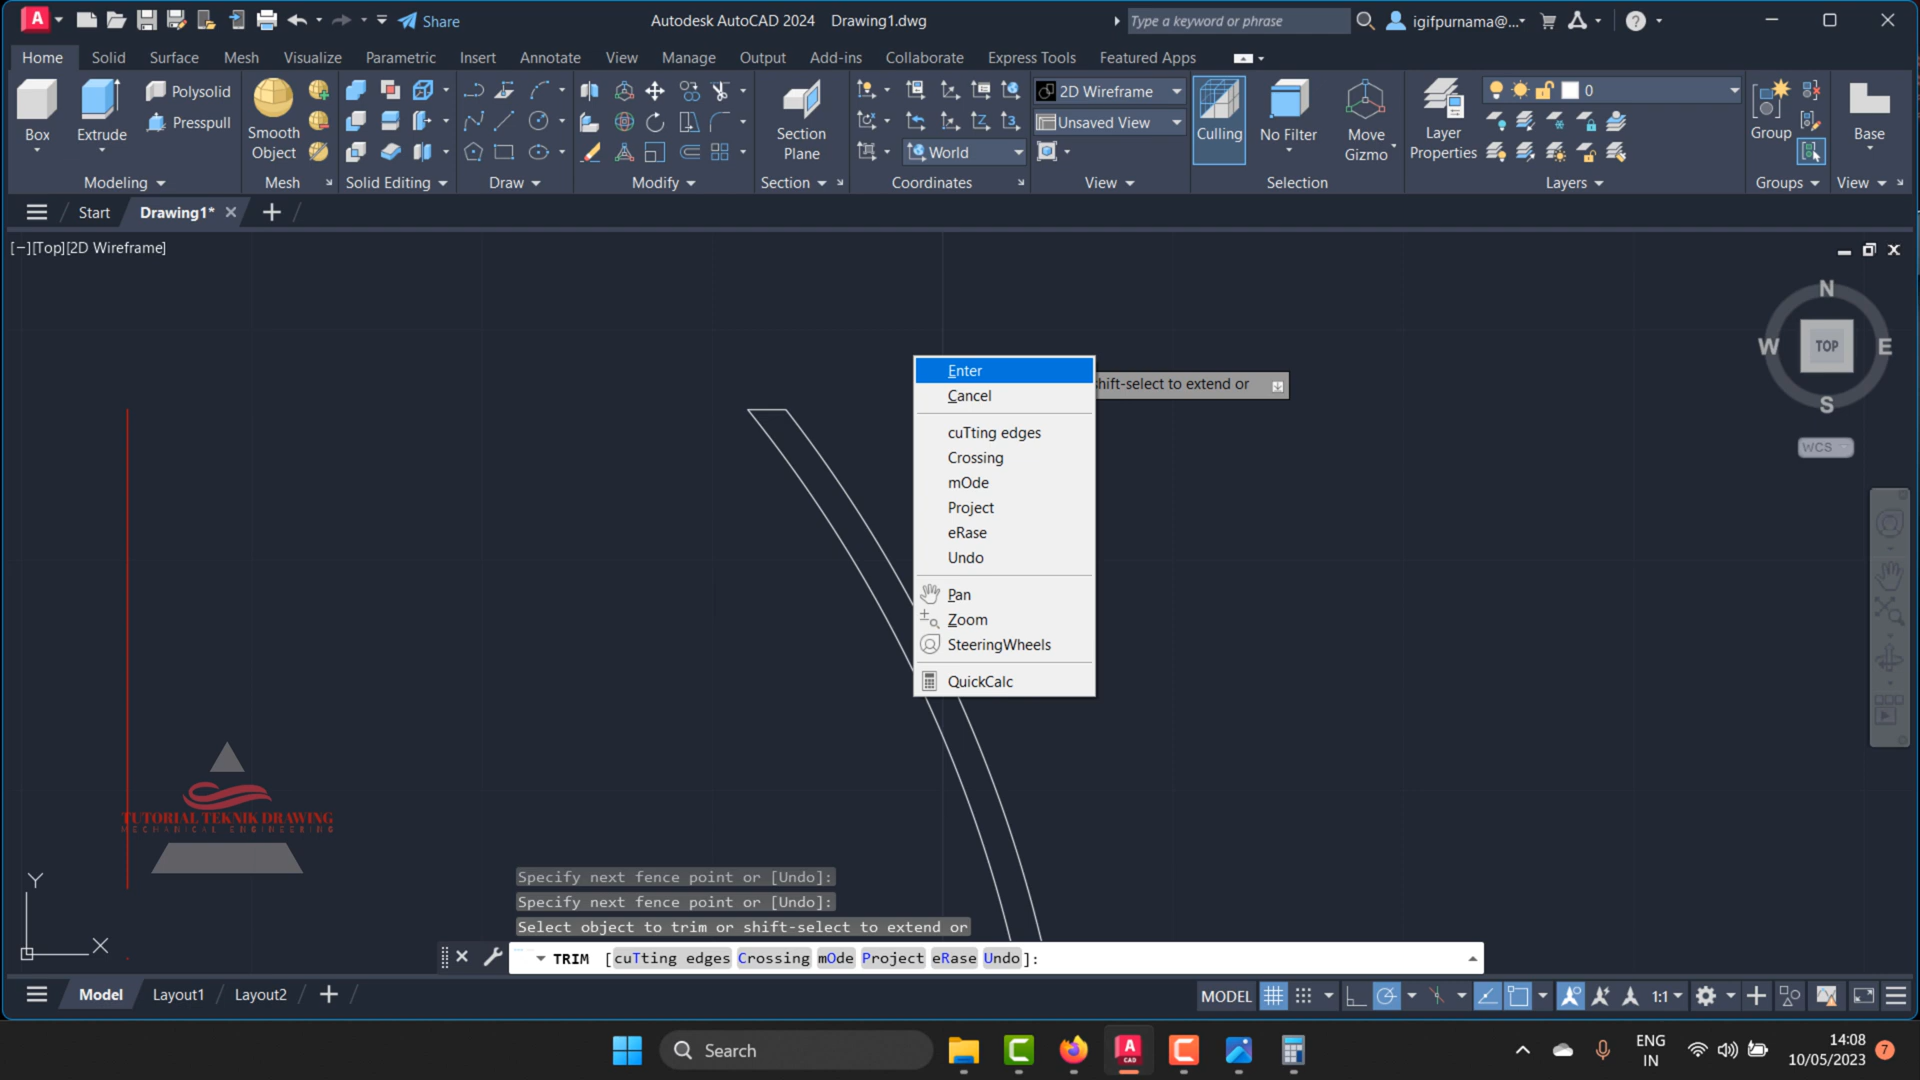 Share
Autodesk AutoCAD 2024 Drawing1.dwg
Type a keyword or phrase
igifpurnama@...
Home Solid Surface Mesh Visualize Parametric Insert Annotate View Manage Output Add-ins Collaborate Express Tools Featured Apps
Box
Extrude
Polysolid
Presspull
Smooth
Object
Section
Plane
World
2D Wireframe
Unsaved View
Culling
No Filter
Move
Gizmo
Layer
Properties
0
Group
Base
Modeling Mesh Solid Editing Draw Modify Section Coordinates View Selection Layers Groups View
Start Drawing1*
[−][Top][2D Wireframe]
N
W TOP E
S
WCS
Enter
Cancel
cuTting edges
Crossing
mOde
Project
eRase
Undo
Pan
Zoom
SteeringWheels
QuickCalc
shift-select to extend or
TUTORIAL TEKNIK DRAWING
MECHANICAL ENGINEERING
Y
X
Specify next fence point or [Undo]:
Specify next fence point or [Undo]:
Select object to trim or shift-select to extend or
TRIM [cuTting edges Crossing mOde Project eRase Undo]:
Model Layout1 Layout2
MODEL
1:1
Search
A
CAD
ENG
IN
14:08
10/05/2023
7